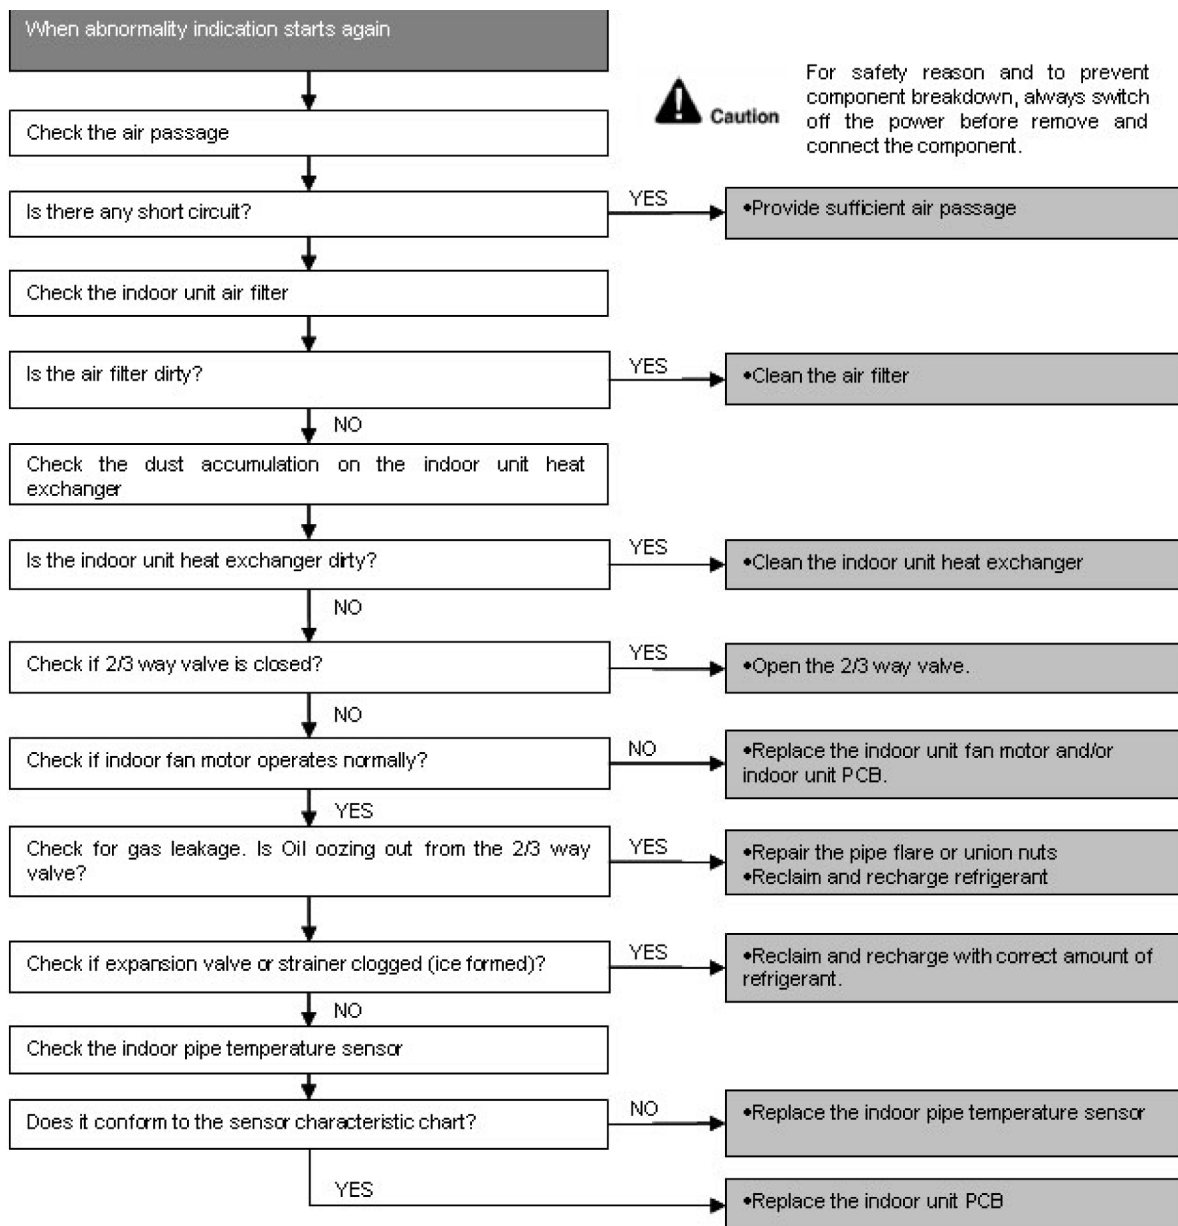 When abnormality indication starts again
For safety reason and to prevent
component breakdown, always switch
off the power before remove and
connect the component.
Caution
Check the air passage
Is there any short circuit?
YES
•Provide sufficient air passage
Check the indoor unit air filter
Is the air filter dirty?
YES
•Clean the air filter
NO
Check the dust accumulation on the indoor unit heat
exchanger
Is the indoor unit heat exchanger dirty?
YES
•Clean the indoor unit heat exchanger
NO
Check if 2/3 way valve is closed?
YES
•Open the 2/3 way valve.
NO
Check if indoor fan motor operates normally?
NO
•Replace the indoor unit fan motor and/or
indoor unit PCB.
YES
Check for gas leakage. Is Oil oozing out from the 2/3 way
valve?
YES
•Repair the pipe flare or union nuts
•Reclaim and recharge refrigerant
Check if expansion valve or strainer clogged (ice formed)?
YES
•Reclaim and recharge with correct amount of
refrigerant.
NO
Check the indoor pipe temperature sensor
Does it conform to the sensor characteristic chart?
NO
•Replace the indoor pipe temperature sensor
YES
•Replace the indoor unit PCB